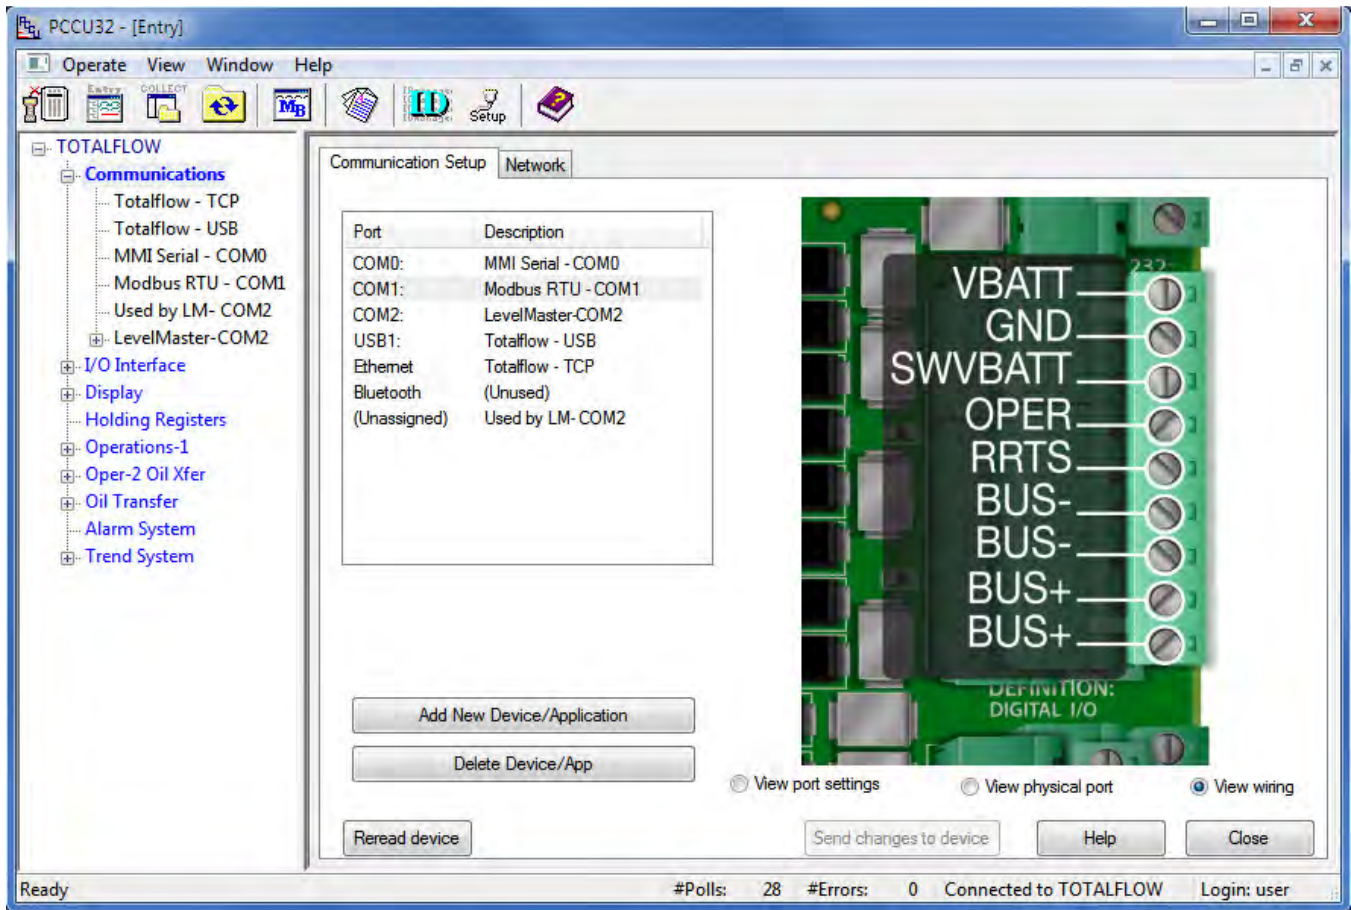 PCCU32 - [Entry]
Operate View Window Help
Entry COLLECT MB ID Setup
TOTALFLOW
Communications
Totalflow - TCP
Totalflow - USB
MMI Serial - COM0
Modbus RTU - COM1
Used by LM- COM2
LevelMaster-COM2
I/O Interface
Display
Holding Registers
Operations-1
Oper-2 Oil Xfer
Oil Transfer
Alarm System
Trend System
Communication Setup Network
Port Description
COM0: MMI Serial - COM0
COM1: Modbus RTU - COM1
COM2: LevelMaster-COM2
USB1: Totalflow - USB
Ethernet Totalflow - TCP
Bluetooth (Unused)
(Unassigned) Used by LM- COM2
232
VBATT
GND
SWVBATT
OPER
RRTS
BUS-
BUS-
BUS+
BUS+
DEFINITION:
DIGITAL I/O
Add New Device/Application
Delete Device/App
View port settings View physical port View wiring
Reread device Send changes to device Help Close
Ready #Polls: 28 #Errors: 0 Connected to TOTALFLOW Login: user